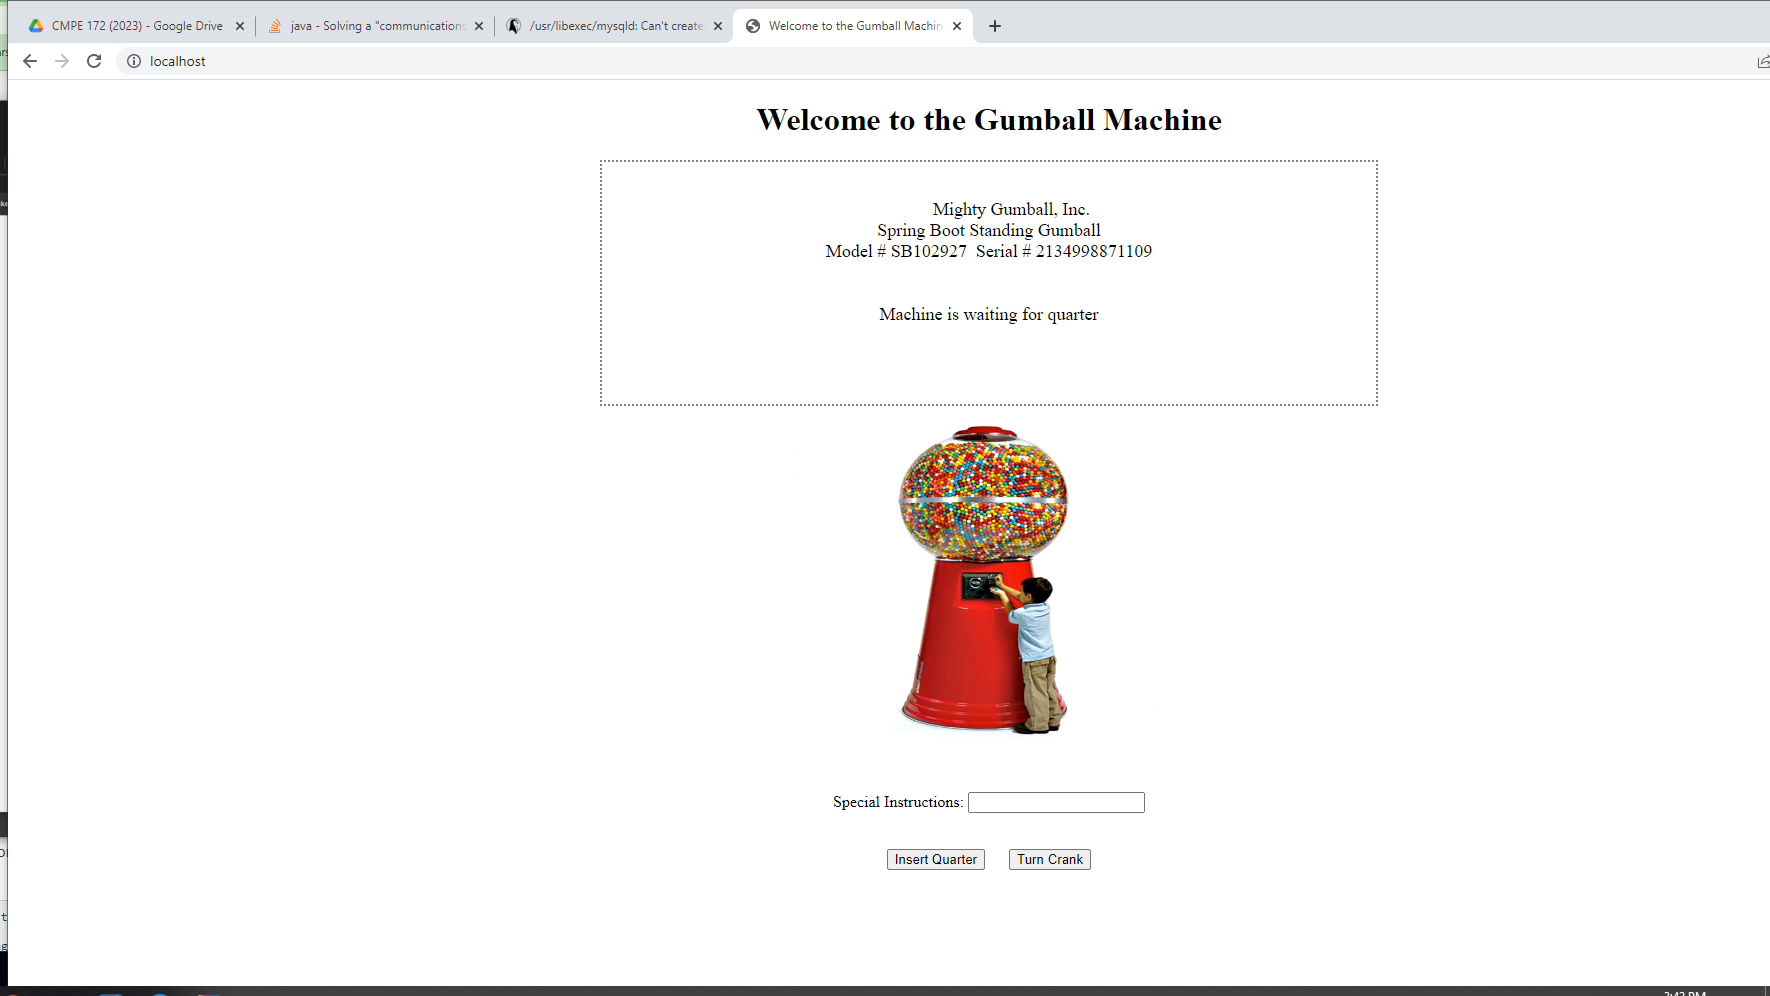 CMPE 172 (2023) - Google Drive
java - Solving a "communications
/usr/libexec/mysqld: Can't create
Welcome to the Gumball Machin
localhost
Welcome to the Gumball Machine
Mighty Gumball, Inc.
Spring Boot Standing Gumball
Model # SB102927  Serial # 2134998871109
Machine is waiting for quarter
Special Instructions:
Insert Quarter
Turn Crank